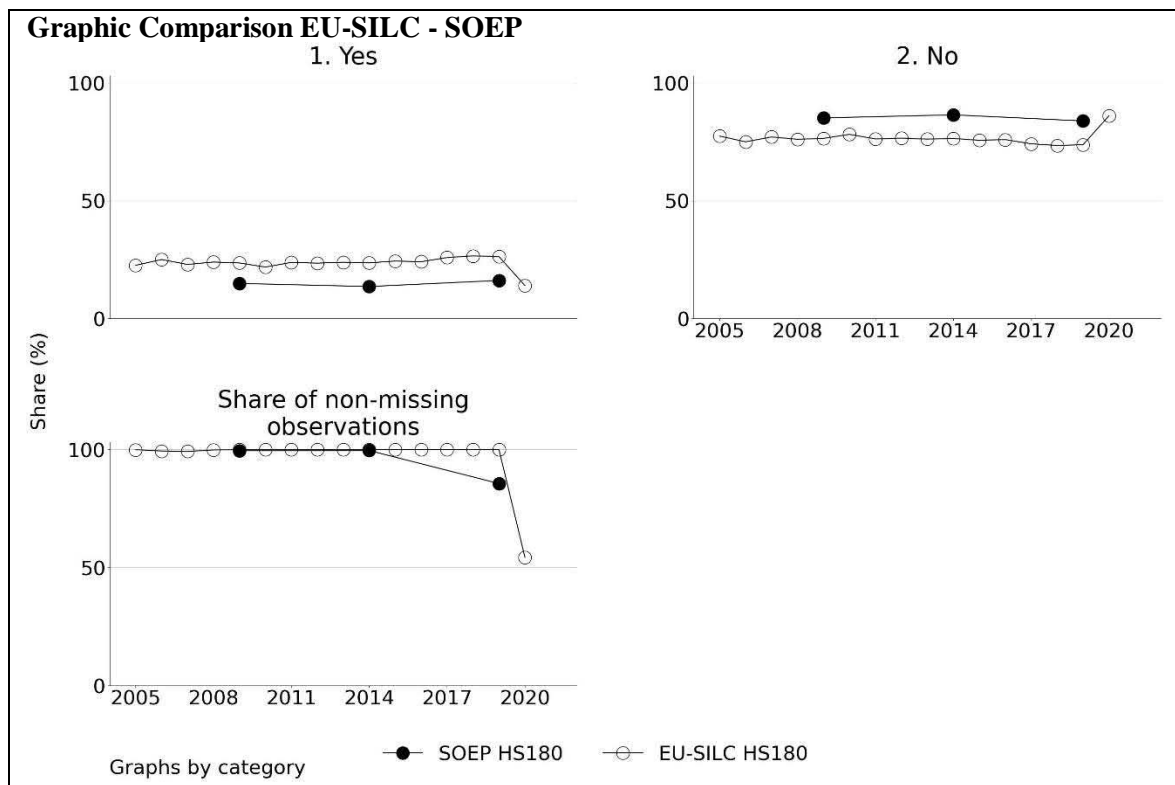 Graphic Comparison EU-SILC - SOEP
1. Yes
2. No
100
50
0
100
50
0
2005 2008 2011 2014 2017 2020
Share (%)
Share of non-missing
observations
100
50
0
2005 2008 2011 2014 2017 2020
SOEP HS180 EU-SILC HS180
Graphs by category